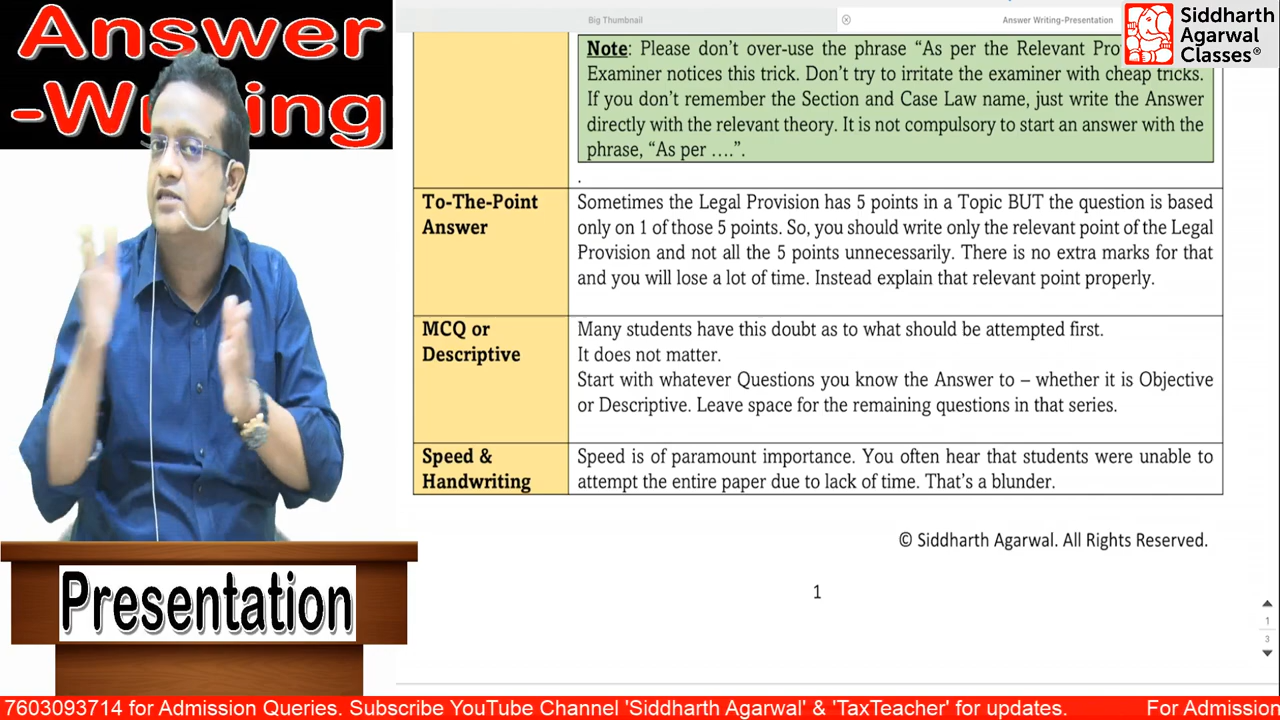 Answer
-Writing
Presentation
Big Thumbnail
Answer Writing-Presentation
Siddharth
Agarwal
Classes®
Note: Please don't over-use the phrase “As per the Relevant
Examiner notices this trick. Don't try to irritate the examiner with cheap tricks.
If you don't remember the Section and Case Law name, just write the Answer
directly with the relevant theory. It is not compulsory to start an answer with the
phrase, “As per ....”.
.
To-The-Point
Answer
Sometimes the Legal Provision has 5 points in a Topic BUT the question is based
only on 1 of those 5 points. So, you should write only the relevant point of the Legal
Provision and not all the 5 points unnecessarily. There is no extra marks for that
and you will lose a lot of time. Instead explain that relevant point properly.
MCQ or
Descriptive
Many students have this doubt as to what should be attempted first.
It does not matter.
Start with whatever Questions you know the Answer to – whether it is Objective
or Descriptive. Leave space for the remaining questions in that series.
Speed &
Handwriting
Speed is of paramount importance. You often hear that students were unable to
attempt the entire paper due to lack of time. That's a blunder.
© Siddharth Agarwal. All Rights Reserved.
1
1
3
7603093714 for Admission Queries. Subscribe YouTube Channel 'Siddharth Agarwal' & 'TaxTeacher' for updates. For Admission